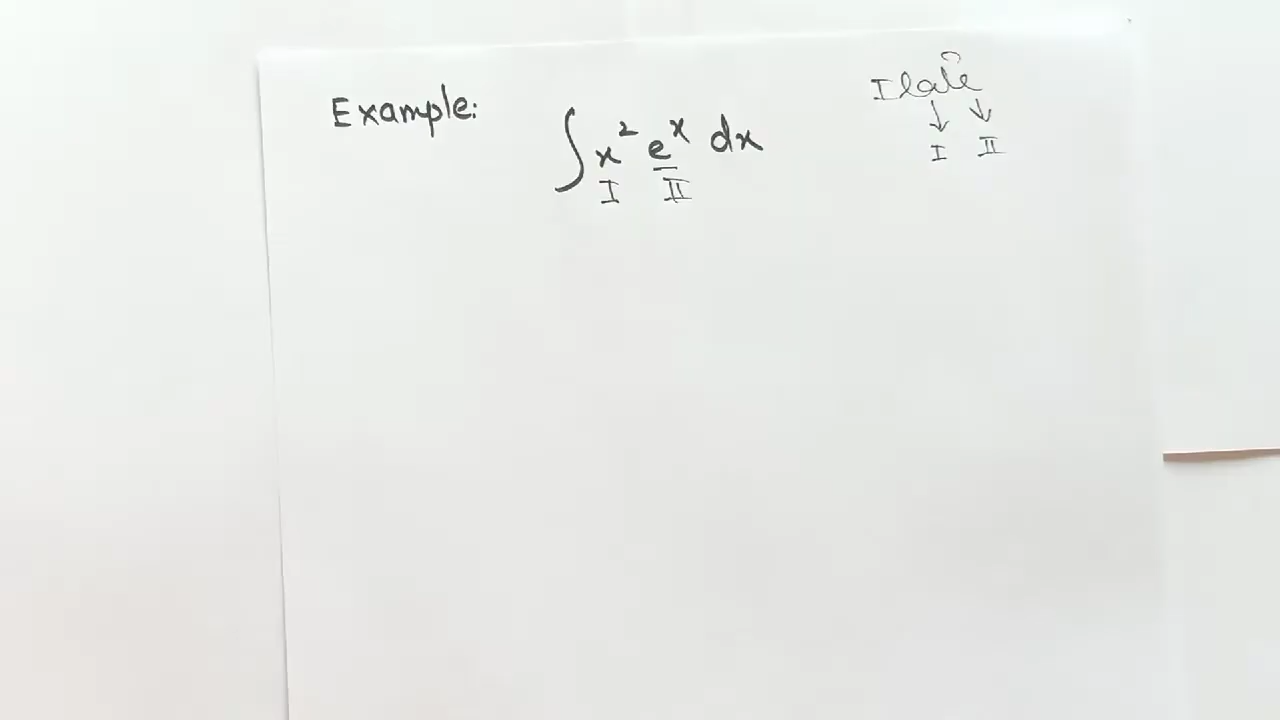 Example: ∫ x² eˣ dx
I II
Ilate
↓ ↓
I II